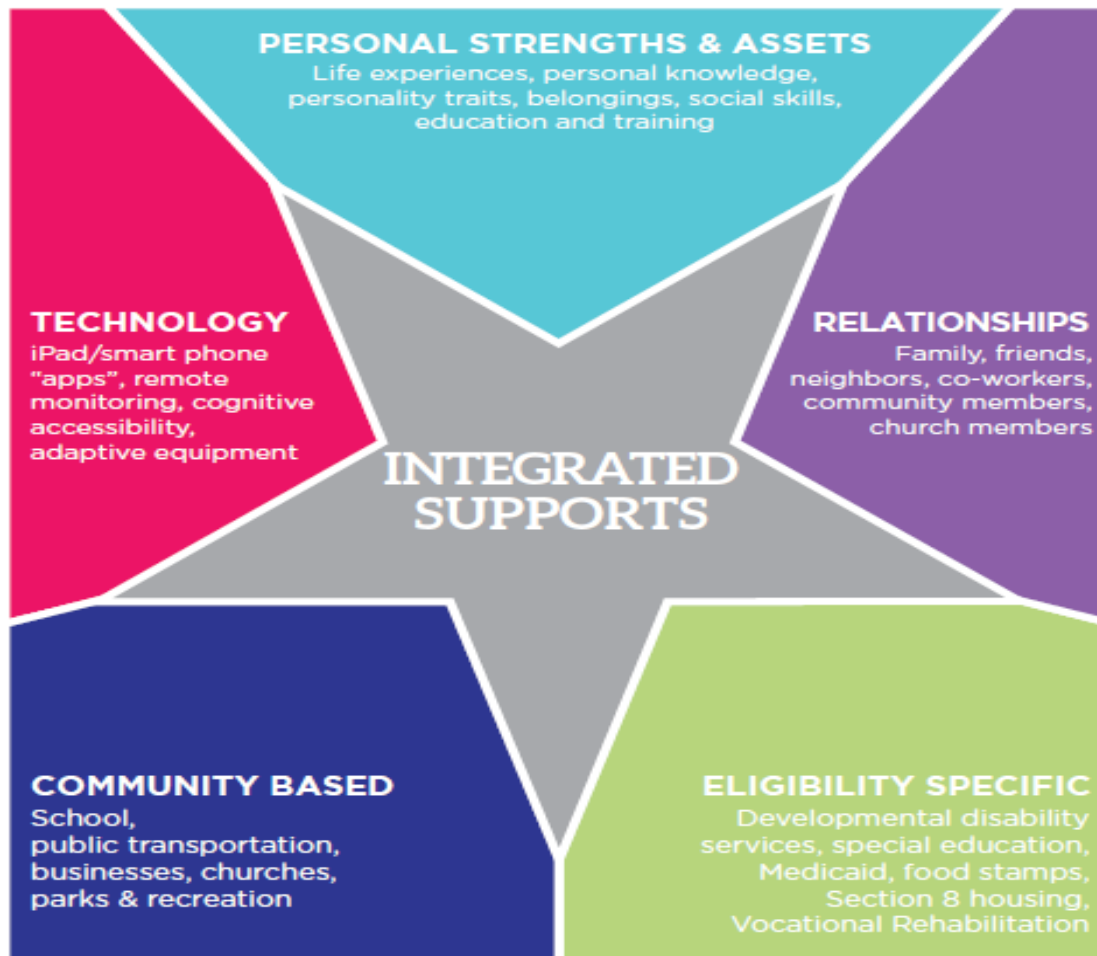 PERSONAL STRENGTHS & ASSETS
Life experiences, personal knowledge,
personality traits, belongings, social skills,
education and training
TECHNOLOGY
iPad/smart phone
“apps”, remote
monitoring, cognitive
accessibility,
adaptive equipment
RELATIONSHIPS
Family, friends,
neighbors, co-workers,
community members,
church members
INTEGRATED
SUPPORTS
COMMUNITY BASED
School,
public transportation,
businesses, churches,
parks & recreation
ELIGIBILITY SPECIFIC
Developmental disability
services, special education,
Medicaid, food stamps,
Section 8 housing,
Vocational Rehabilitation